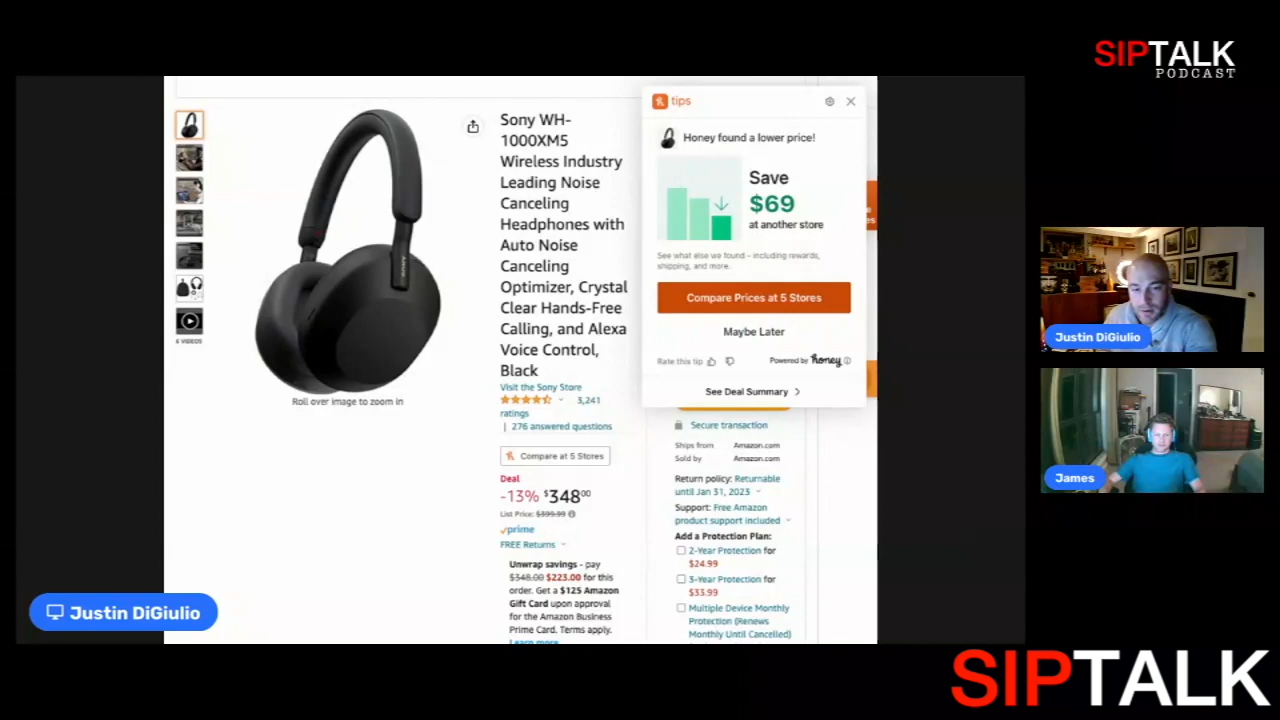 SIPTALK
PODCAST
Sony WH-
1000XM5
Wireless Industry
Leading Noise
Canceling
Headphones with
Auto Noise
Canceling
Optimizer, Crystal
Clear Hands-Free
Calling, and Alexa
Voice Control,
Black
Visit the Sony Store
3,241
ratings
| 276 answered questions
Compare at 5 Stores
Deal
-13% $348.00
List Price: $399.99
prime
FREE Returns
Unwrap savings - pay
$348.00 $223.00 for this
order. Get a $125 Amazon
Gift Card upon approval
for the Amazon Business
Prime Card. Terms apply.
Learn more
6 VIDEOS
SONY
Roll over image to zoom in
tips
Honey found a lower price!
Save
$69
at another store
See what else we found - including rewards,
shipping, and more.
Compare Prices at 5 Stores
Maybe Later
Rate this tip
Powered by honey
See Deal Summary
Secure transaction
Ships from Amazon.com
Sold by Amazon.com
Return policy: Returnable
until Jan 31, 2023
Support: Free Amazon
product support included
Add a Protection Plan:
2-Year Protection for
$24.99
3-Year Protection for
$33.99
Multiple Device Monthly
Protection (Renews
Monthly Until Cancelled)
Justin DiGiulio
James
Justin DiGiulio
SIPTALK